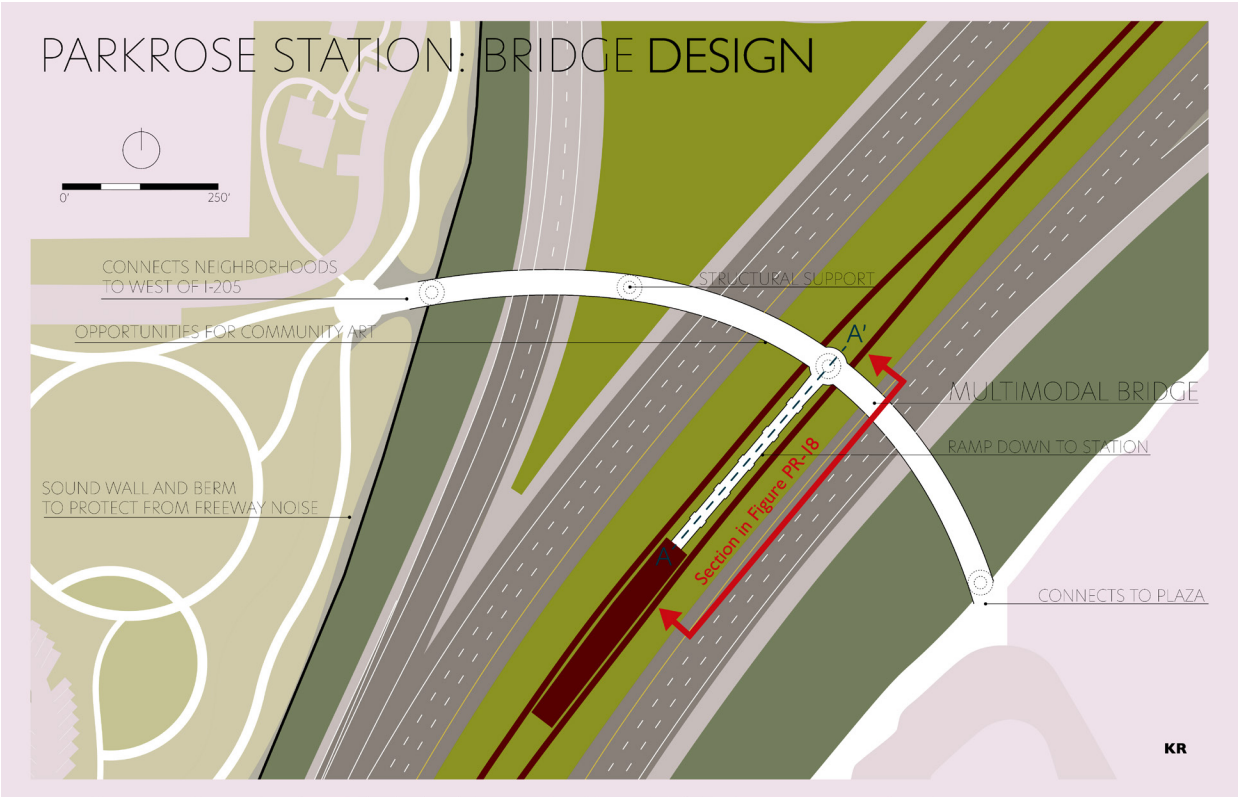 PARKROSE STATION: BRIDGE DESIGN
0'
250'
CONNECTS NEIGHBORHOODS
TO WEST OF I-205
STRUCTURAL SUPPORT
OPPORTUNITIES FOR COMMUNITY ART
A'
MULTIMODAL BRIDGE
RAMP DOWN TO STATION
Section in Figure PR-18
SOUND WALL AND BERM
TO PROTECT FROM FREEWAY NOISE
A
CONNECTS TO PLAZA
KR